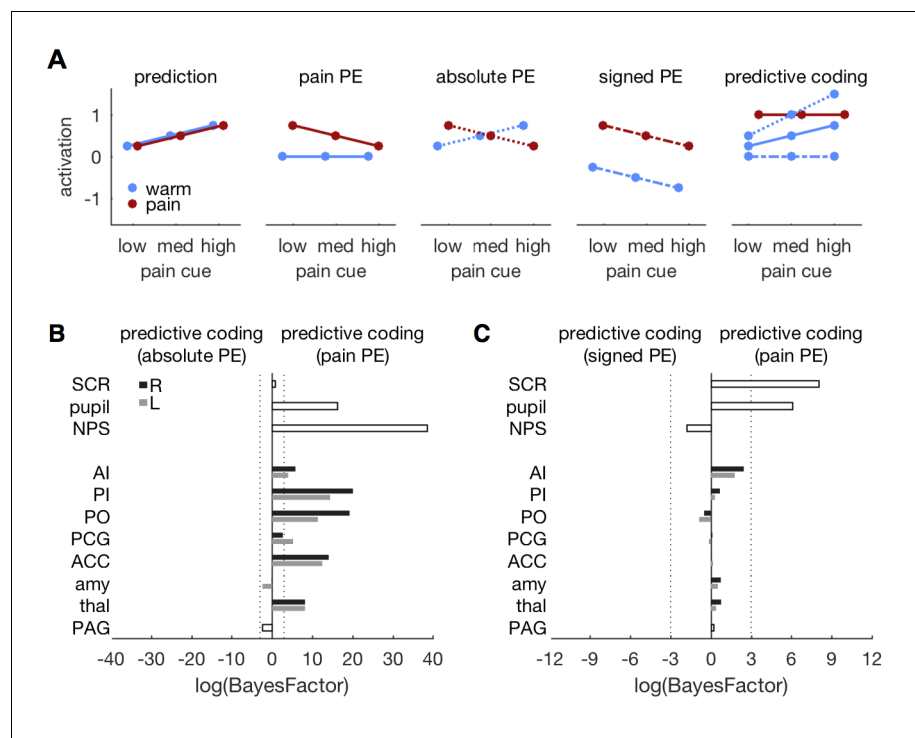 A
prediction
pain PE
absolute PE
signed PE
predictive coding
activation
1
0
-1
warm
pain
low med high
pain cue
low med high
pain cue
low med high
pain cue
low med high
pain cue
low med high
pain cue
B
predictive coding
(absolute PE)
predictive coding
(pain PE)
R
L
SCR
pupil
NPS
AI
PI
PO
PCG
ACC
amy
thal
PAG
-40 -30 -20 -10 0 10 20 30 40
log(BayesFactor)
C
predictive coding
(signed PE)
predictive coding
(pain PE)
SCR
pupil
NPS
AI
PI
PO
PCG
ACC
amy
thal
PAG
-12 -9 -6 -3 0 3 6 9 12
log(BayesFactor)